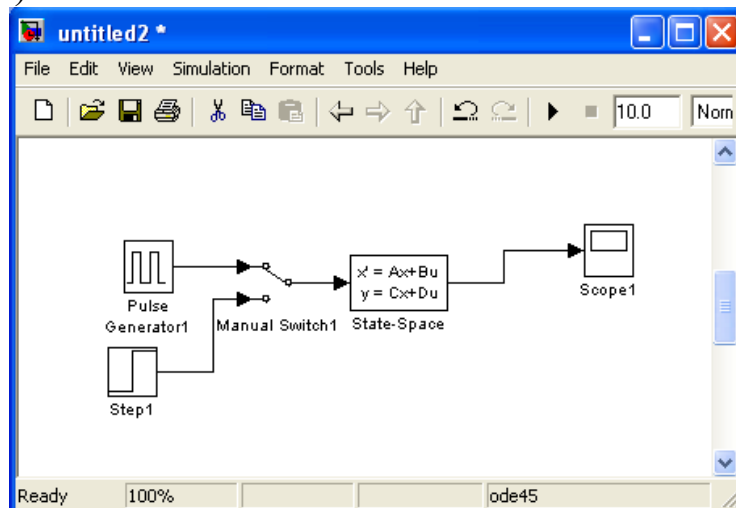 )
untitled2 *
File Edit View Simulation Format Tools Help
10.0 Norn
x' = Ax+Bu
y = Cx+Du
Pulse
Generator1
Manual Switch1
State-Space
Scope1
Step1
Ready 100% ode45